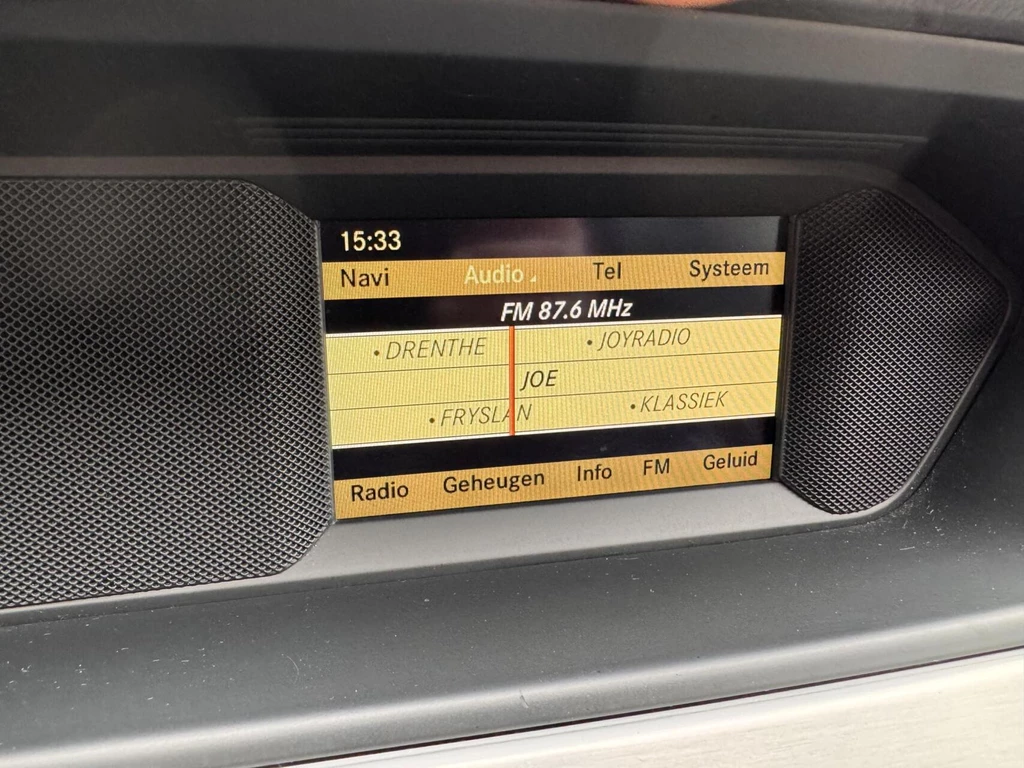 15:33
Navi Audio Tel Systeem
FM 87.6 MHz
• DRENTHE • JOYRADIO
JOE
• FRYSLAN • KLASSIEK
Radio Geheugen Info FM Geluid